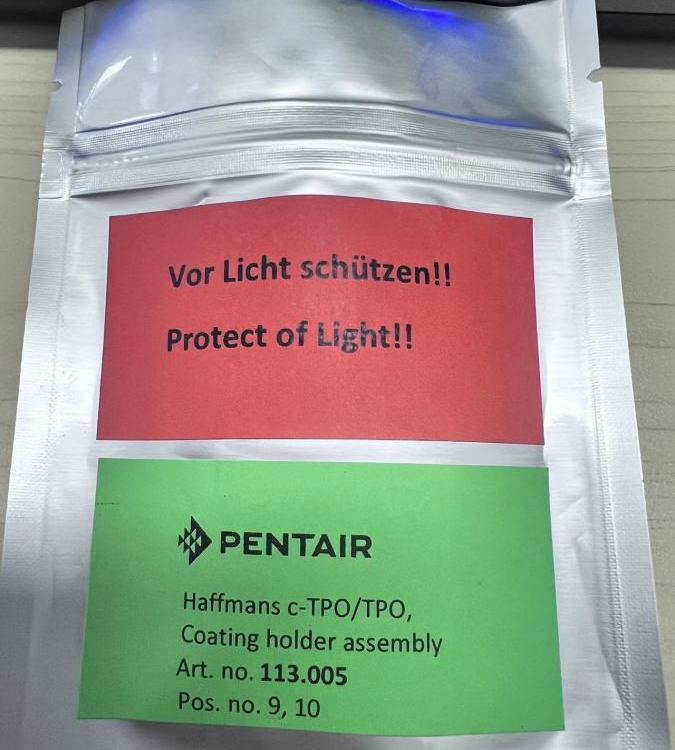 Vor Licht schützen!!
Protect of Light!!
PENTAIR
Haffmans c-TPO/TPO,
Coating holder assembly
Art. no. 113.005
Pos. no. 9, 10